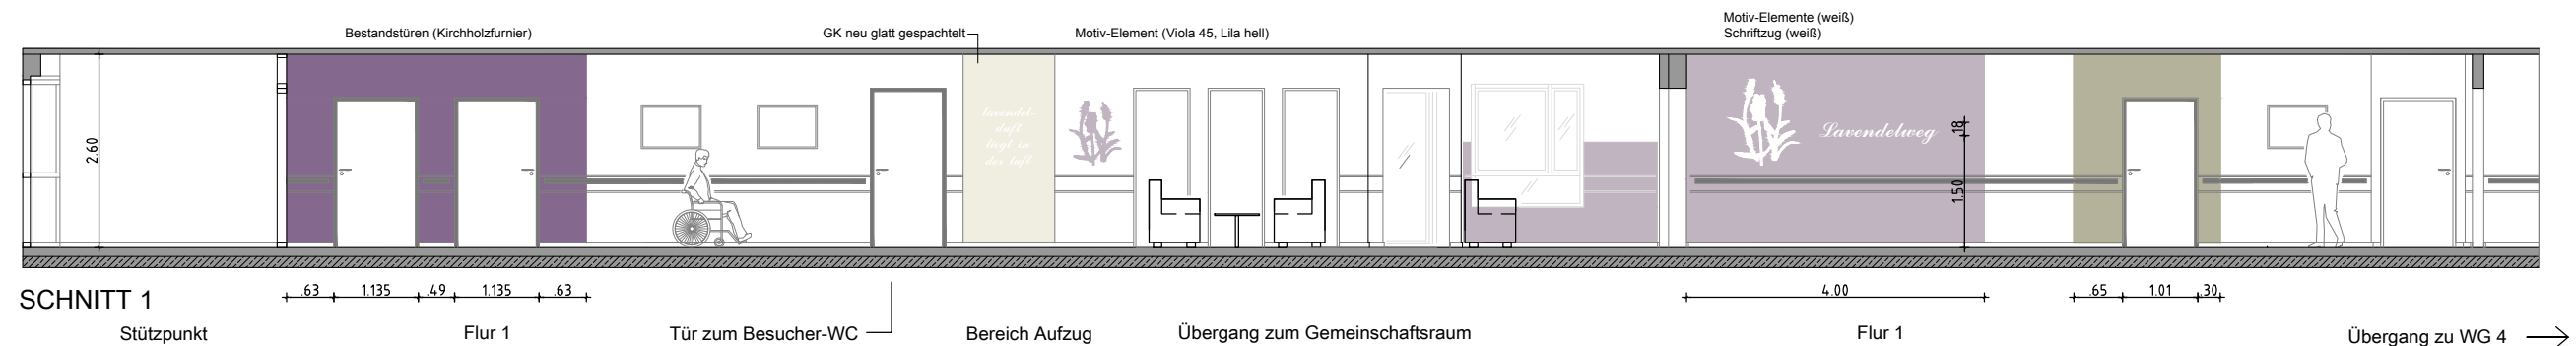 Motiv-Elemente (weiß)
Bestandstüren (Kirchholzfurnier)
GK neu glatt gespachtelt
Motiv-Element (Viola 45, Lila hell)
Schriftzug (weiß)
2.60
lavendel-
duft
liegt in
der luft
Lavendelweg
18
1.50
.63
1.135
.49
1.135
.63
4.00
.65
1.01
.30
SCHNITT 1
Stützpunkt
Flur 1
Tür zum Besucher-WC
Bereich Aufzug
Übergang zum Gemeinschaftsraum
Flur 1
Übergang zu WG 4